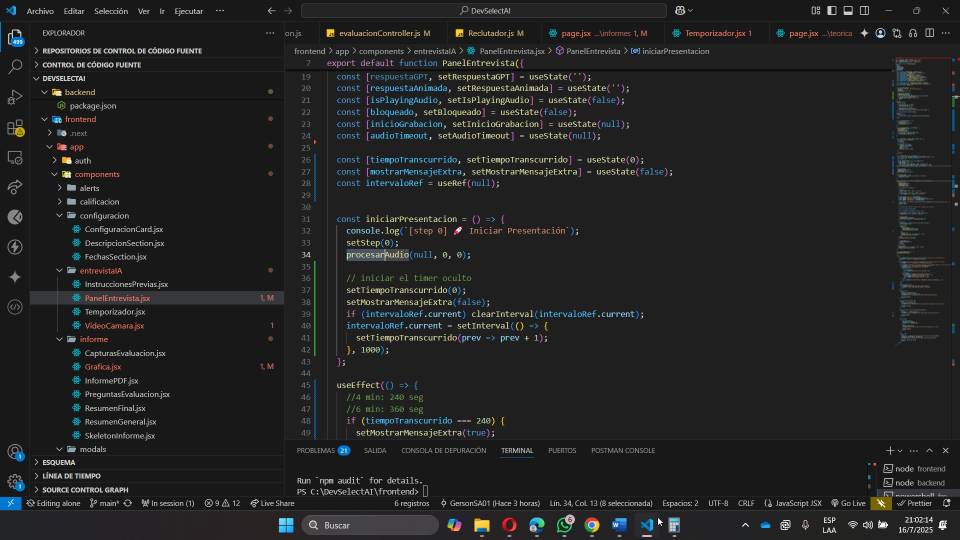 Archivo Editar Selección Ver Ir Ejecutar ··· DevSelectAI
EXPLORADOR
REPOSITORIOS DE CONTROL DE CÓDIGO FUENTE
CONTROL DE CÓDIGO FUENTE
DEVSELECTAI
backend
package.json
frontend
.next
app
auth
components
alerts
calificacion
configuracion
ConfiguracionCard.jsx
DescripcionSection.jsx
FechasSection.jsx
entrevistaIA
InstruccionesPrevias.jsx
PanelEntrevista.jsx 1, M
Temporizador.jsx
VideoCamara.jsx 1
informe
CapturasEvaluacion.jsx
Grafica.jsx 1, M
InformePDF.jsx
PreguntasEvaluacion.jsx
ResumenFinal.jsx
ResumenGeneral.jsx
SkeletonInforme.jsx
modals
ESQUEMA
LÍNEA DE TIEMPO
SOURCE CONTROL GRAPH
on.js evaluacionController.js M Reclutador.js M page.jsx ...\informes 1, M Temporizador.jsx 1 page.jsx ...\teorica
frontend > app > components > entrevistaIA > PanelEntrevista.jsx > PanelEntrevista > iniciarPresentacion
7 export default function PanelEntrevista({
19 const [respuestaGPT, setRespuestaGPT] = useState('');
20 const [respuestaAnimada, setRespuestaAnimada] = useState('');
21 const [isPlayingAudio, setIsPlayingAudio] = useState(false);
22 const [bloqueado, setBloqueado] = useState(false);
23 const [inicioGrabacion, setInicioGrabacion] = useState(null);
24 const [audioTimeout, setAudioTimeout] = useState(null);
25
26 const [tiempoTranscurrido, setTiempoTranscurrido] = useState(0);
27 const [mostrarMensajeExtra, setMostrarMensajeExtra] = useState(false);
28 const intervaloRef = useRef(null);
29
30
31 const iniciarPresentacion = () => {
32 console.log(`[step 0] 🚀 Iniciar Presentación`);
33 setStep(0);
34 procesarAudio(null, 0, 0);
35
36 // iniciar el timer oculto
37 setTiempoTranscurrido(0);
38 setMostrarMensajeExtra(false);
39 if (intervaloRef.current) clearInterval(intervaloRef.current);
40 intervaloRef.current = setInterval(() => {
41 setTiempoTranscurrido(prev => prev + 1);
42 }, 1000);
43 };
44
45 useEffect(() => {
46 //4 min: 240 seg
47 //6 min: 360 seg
48 if (tiempoTranscurrido === 240) {
49 setMostrarMensajeExtra(true);
PROBLEMAS 21 SALIDA CONSOLA DE DEPURACIÓN TERMINAL PUERTOS POSTMAN CONSOLE
Run `npm audit` for details.
PS C:\DevSelectAI\frontend>
node frontend
node backend
Editing alone main* In session (1) 9 12 Live Share 6 registros GersonSA01 (Hace 3 horas) Lín. 34, Col. 13 (8 seleccionada) Espacios: 2 UTF-8 CRLF JavaScript JSX Go Live Prettier
Buscar
ESP
LAA
21:02:14
16/7/2025